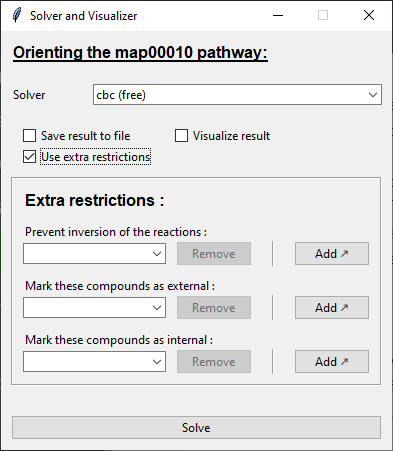 Solver and Visualizer
Orienting the map00010 pathway:
Solver cbc (free)
Save result to file Visualize result
Use extra restrictions
Extra restrictions :
Prevent inversion of the reactions :
Remove Add ↗
Mark these compounds as external :
Remove Add ↗
Mark these compounds as internal :
Remove Add ↗
Solve